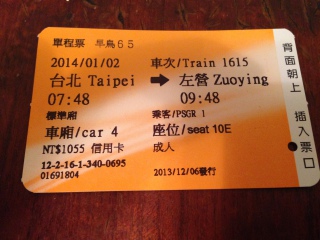 單程票 早鳥65
2014/01/02 車次/Train 1615
台北 Taipei ➡ 左營 Zuoying
07:48 09:48
標準廂 乘客/PSGR 1
車廂/car 4 座位/seat 10E
NT$1055 信用卡 成人
12-2-16-1-340-0695
01691804 2013/12/06發行
背面朝上 插入票口